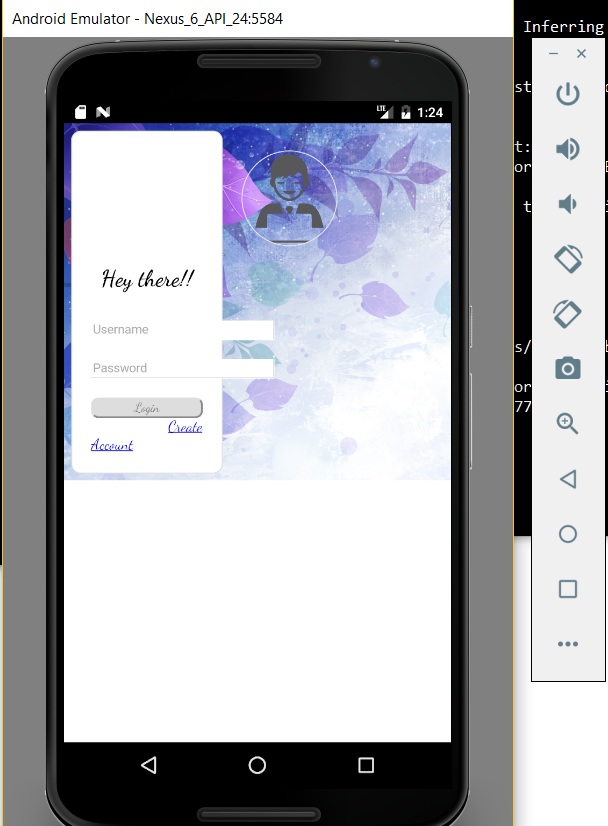 Android Emulator - Nexus_6_API_24:5584
Inferring
LTE 1:24
st
t:
or
t
Hey there!!
Username
s/
Password
or
77
Login
Create
Account